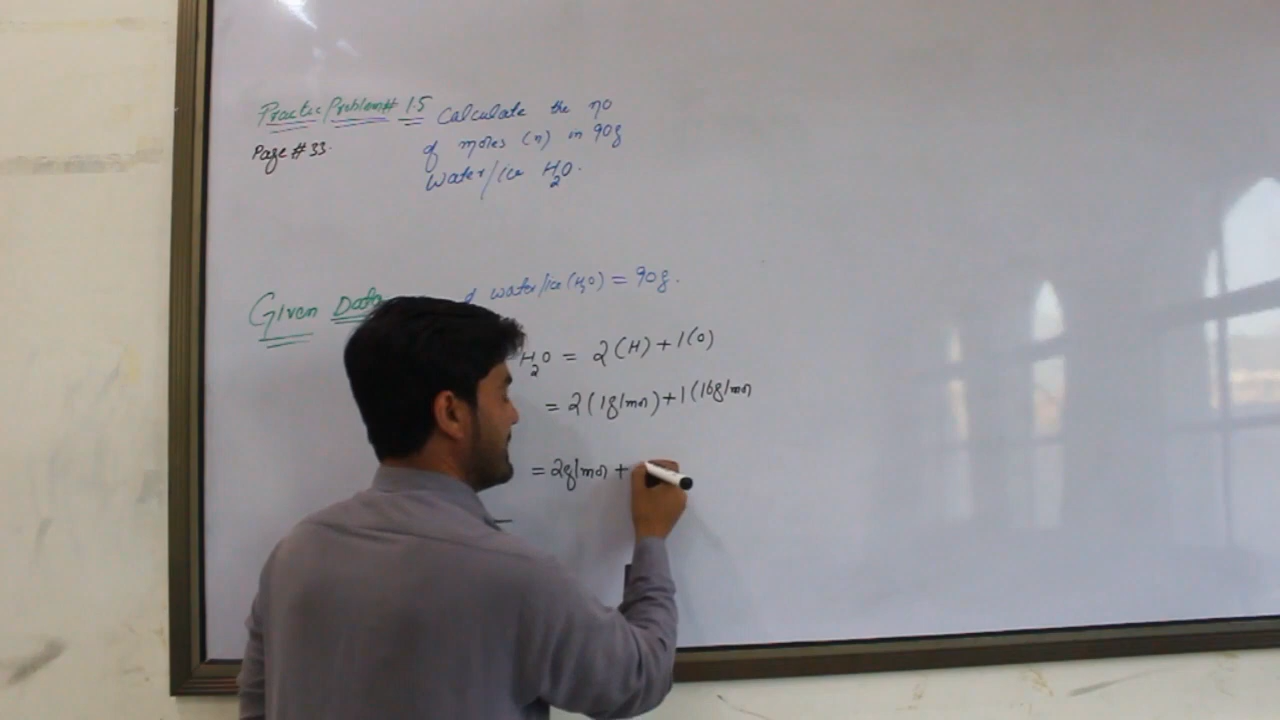 Practice Problem# 1.5 Calculate the no
Page # 33. of moles (n) in 90g
Water/ice H2O.
Given Data of water/ice (H2O) = 90g.
H2O = 2(H) + 1(O)
= 2(1g/mol) + 1(16g/mol
= 2g/mol +